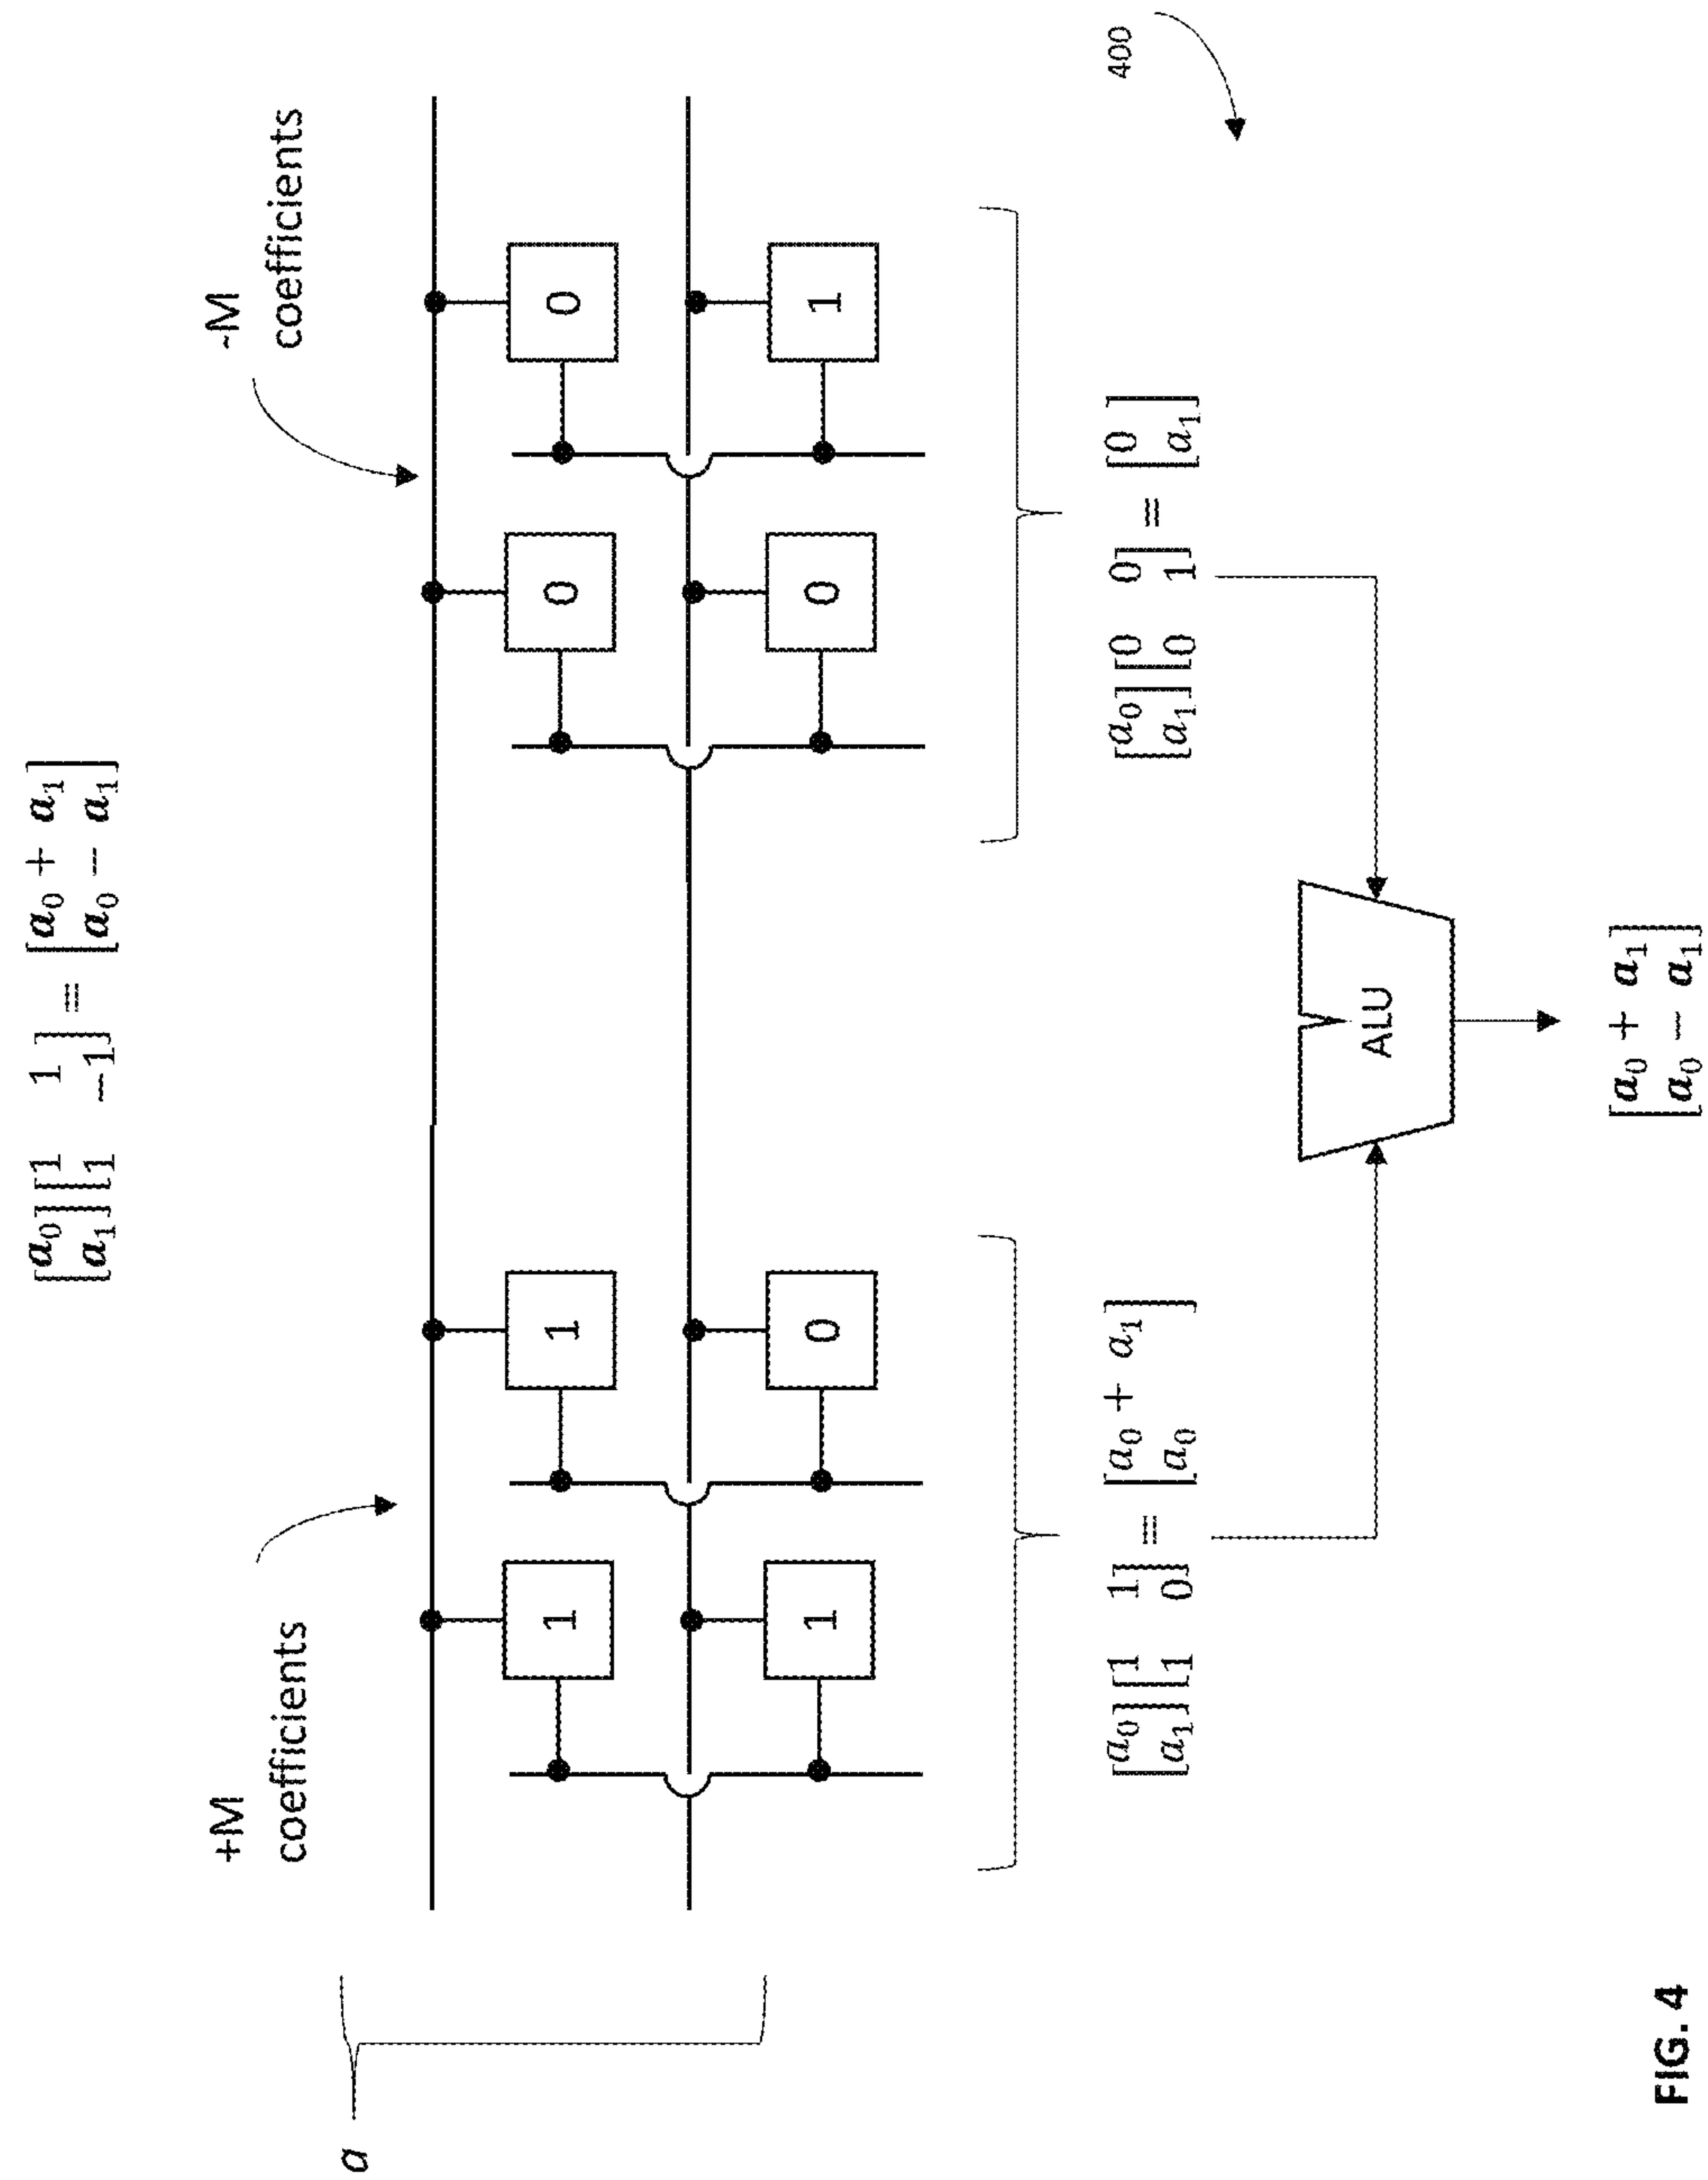 [a₀ a₁] [1 1 1 −1] = [a₀ + a₁ a₀ − a₁]
+M
coefficients
-M
coefficients
a
1 1 0 0
1 0 0 1
[a₀ a₁] [1 1 1 0] = [a₀ + a₁ a₀]
[a₀ a₁] [0 0 0 1] = [0 a₁]
400
ALU
[a₀ + a₁ a₀ − a₁]
FIG. 4